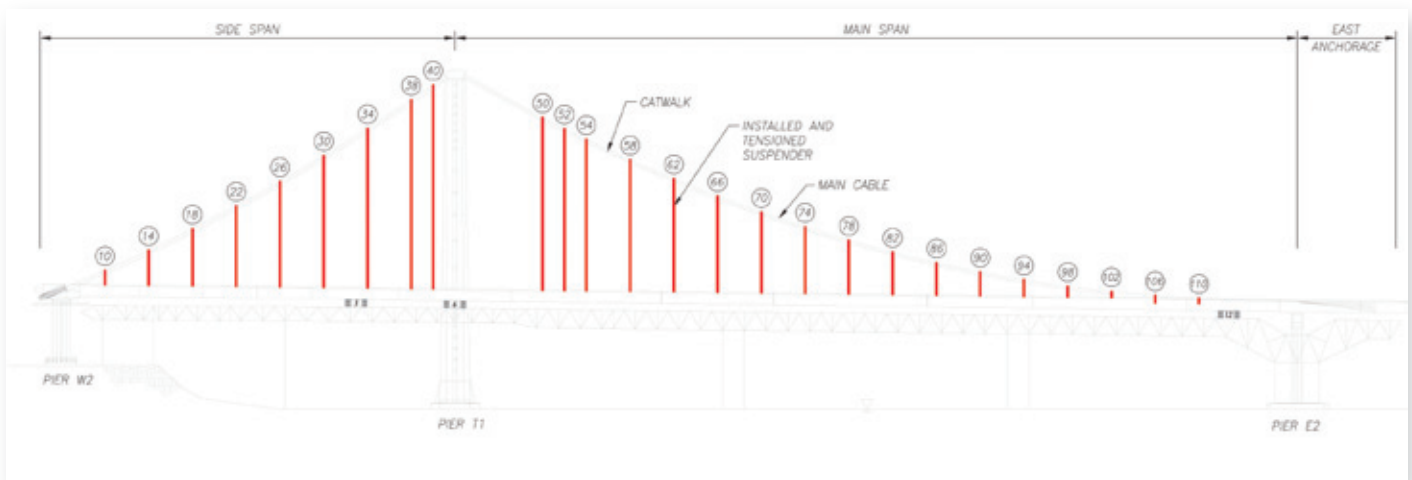 SIDE SPAN
MAIN SPAN
EAST
ANCHORAGE
40
38
34
30
26
22
18
14
10
50
52
54
58
62
66
70
74
78
82
86
90
94
98
102
106
110
CATWALK
INSTALLED AND
TENSIONED
SUSPENDER
MAIN CABLE
PIER W2
PIER T1
PIER E2